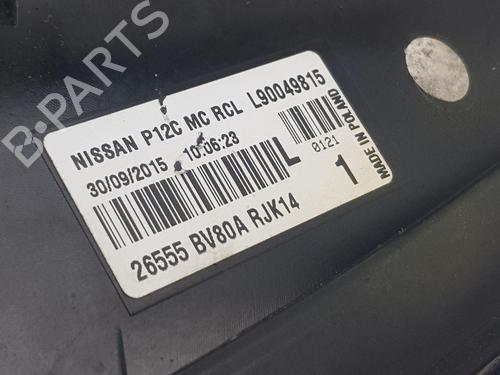 NISSAN P12C MC RCL L90049815
30/09/2015 10:06:23
L
0121
26555 BV80A RJK14
1
MADE IN POLAND
B-PARTS